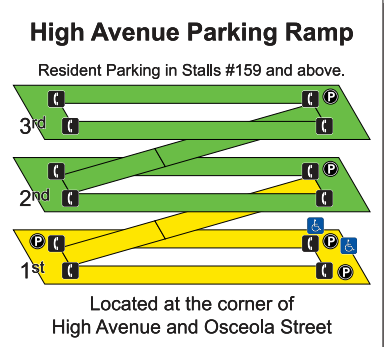 High Avenue Parking Ramp
Resident Parking in Stalls #159 and above.
P
3rd
P
2nd
P P
1st P
Located at the corner of
High Avenue and Osceola Street